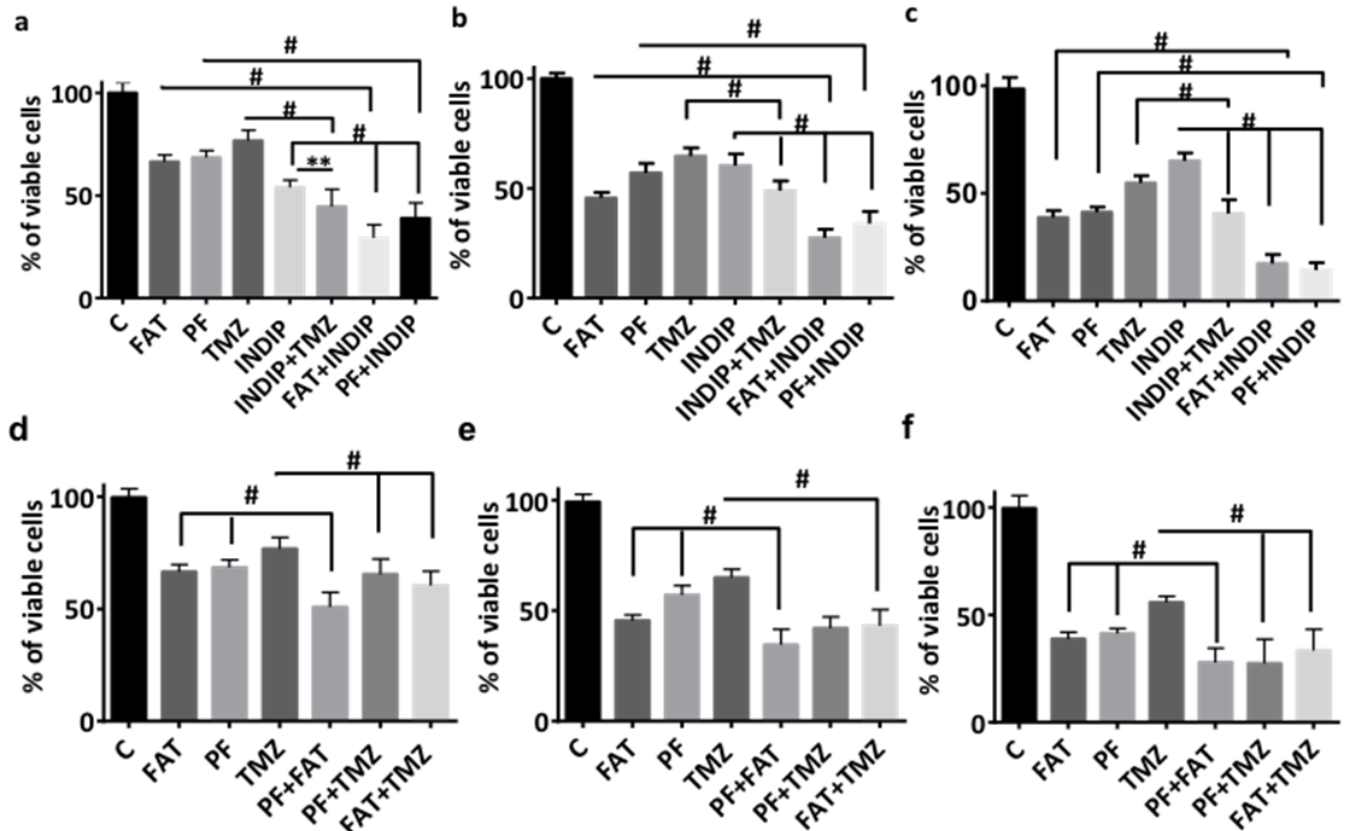 a
#
#
#
#
**
% of viable cells
100
50
0
C
FAT
PF
TMZ
INDIP
INDIP+TMZ
FAT+INDIP
PF+INDIP
b
#
#
#
#
% of viable cells
100
50
0
C
FAT
PF
TMZ
INDIP
INDIP+TMZ
FAT+INDIP
PF+INDIP
c
#
#
#
#
% of viable cells
100
50
0
C
FAT
PF
TMZ
INDIP
INDIP+TMZ
FAT+INDIP
PF+INDIP
d
#
#
% of viable cells
100
50
0
C
FAT
PF
TMZ
PF+FAT
PF+TMZ
FAT+TMZ
e
#
#
% of viable cells
100
50
0
C
FAT
PF
TMZ
PF+FAT
PF+TMZ
FAT+TMZ
f
#
#
% of viable cells
100
50
0
C
FAT
PF
TMZ
PF+FAT
PF+TMZ
FAT+TMZ